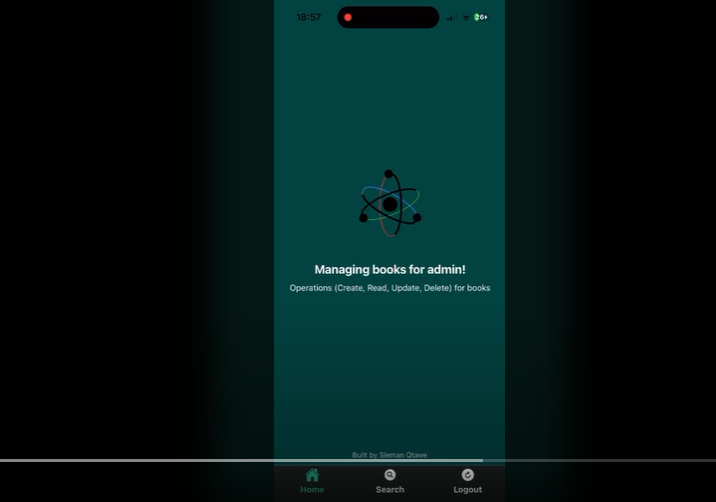 18:57
26
Managing books for admin!
Operations (Create, Read, Update, Delete) for books
Built by Sleman Qtawe
Home
Search
Logout